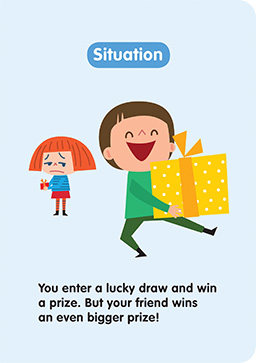 Situation
You enter a lucky draw and win
a prize. But your friend wins
an even bigger prize!